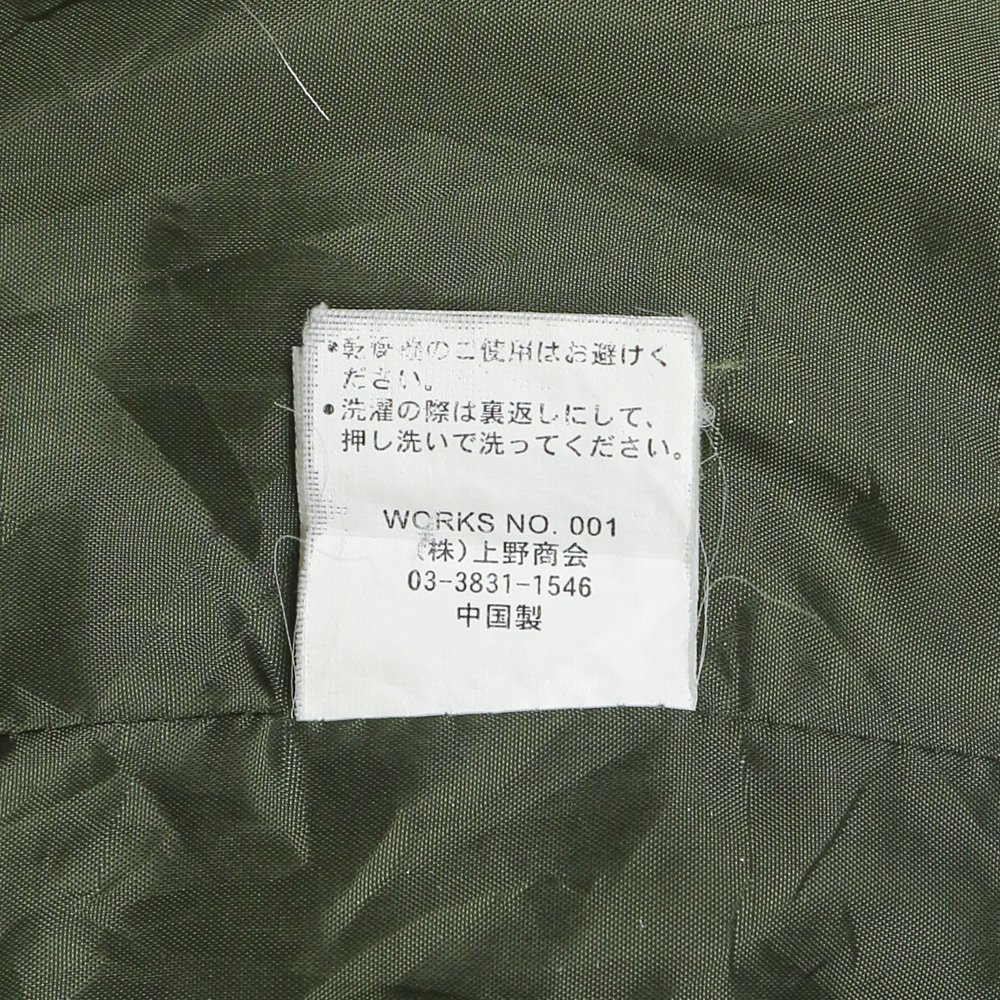 •乾燥機のご使用はお避けく
ださい。
•洗濯の際は裏返しにして、
押し洗いで洗ってください。
WORKS NO. 001
(株)上野商会
03-3831-1546
中国製